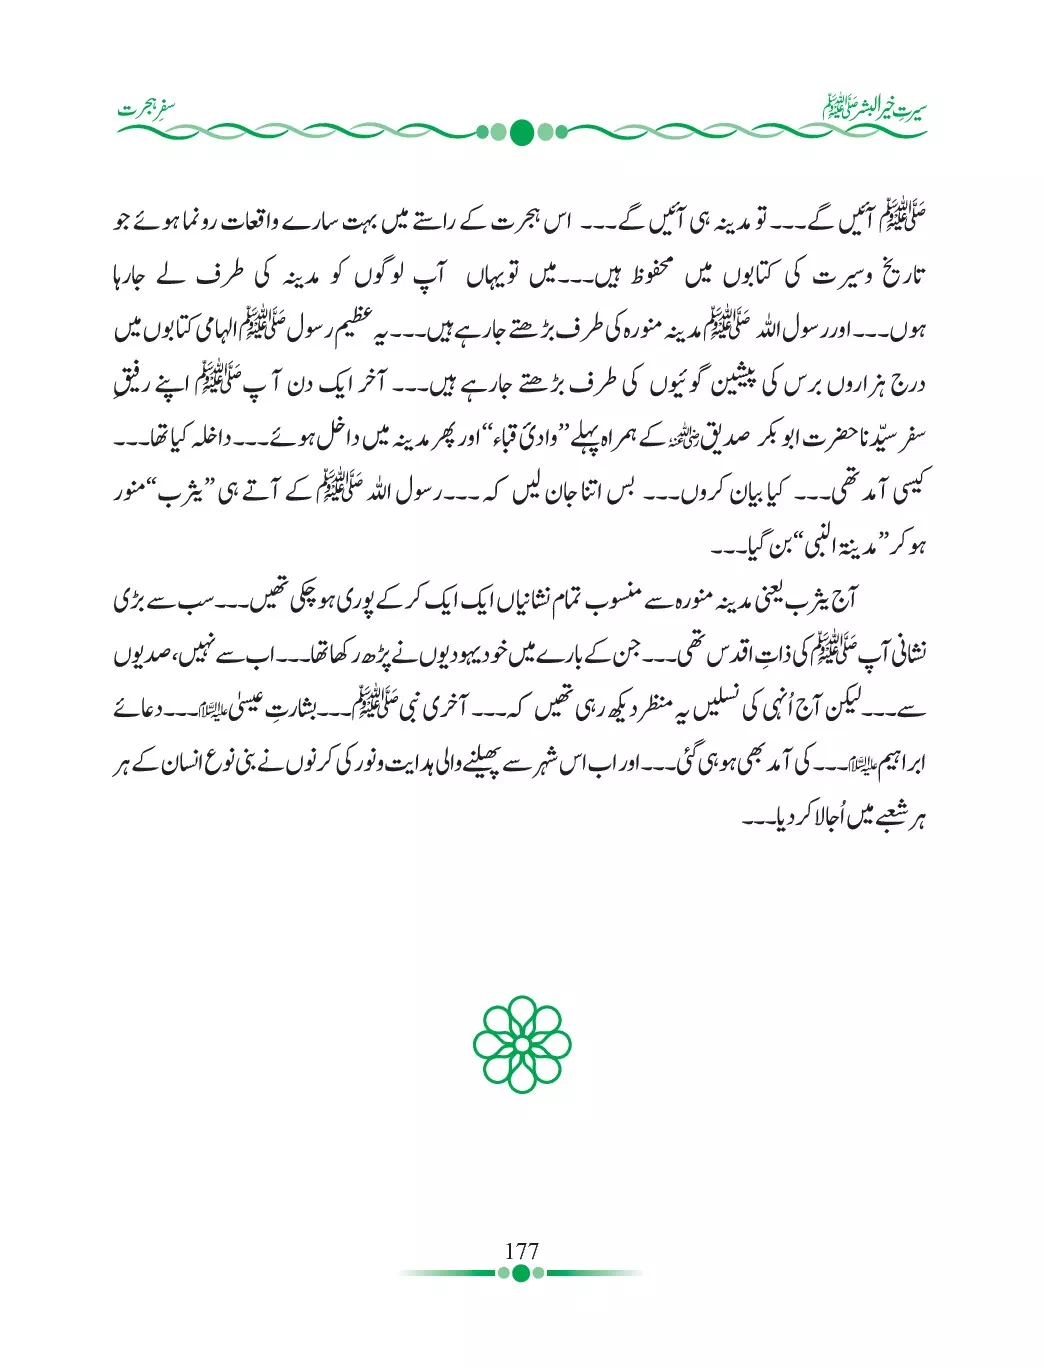 سیرتِ خیر البشر ﷺ
سفرِ ہجرت
ﷺ آئیں گے۔۔۔ تو مدینہ ہی آئیں گے۔۔۔ اس ہجرت کے راستے میں بہت سارے واقعات رونما ہوئے جو
تاریخ وسیرت کی کتابوں میں محفوظ ہیں۔۔۔میں تویہاں آپ لوگوں کو مدینہ کی طرف لے جارہا
ہوں۔۔۔ اور رسول اللہ ﷺ مدینہ منورہ کی طرف بڑھتے جارہے ہیں۔۔۔ یہ عظیم رسول ﷺ الہامی کتابوں میں
درج ہزاروں برس کی پیشین گوئیوں کی طرف بڑھتے جارہے ہیں۔۔۔ آخر ایک دن آپ ﷺ اپنے رفیقِ
سفر سیّدنا حضرت ابو بکر صدیق رضی اللہ عنہ کے ہمراہ پہلے ”وادیٔ قباء“ اور پھر مدینہ میں داخل ہوئے۔۔۔ داخلہ کیا تھا۔۔۔
کیسی آمد تھی۔۔۔ کیا بیان کروں۔۔۔ بس اتنا جان لیں کہ ۔۔۔رسول اللہ ﷺ کے آتے ہی ”یثرب“ منور
ہو کر ”مدینۃ النبی“ بن گیا۔۔۔
آج یثرب یعنی مدینہ منورہ سے منسوب تمام نشانیاں ایک ایک کر کے پوری ہو چکی تھیں۔۔۔سب سے بڑی
نشانی آپ ﷺ کی ذاتِ اقدس تھی۔۔۔ جن کے بارے میں خود یہودیوں نے پڑھ رکھا تھا۔۔۔اب سے نہیں، صدیوں
سے۔۔۔لیکن آج اُنہی کی نسلیں یہ منظر دیکھ رہی تھیں کہ۔۔۔ آخری نبی ﷺ۔۔۔بشارتِ عیسیٰ علیہ السلام۔۔۔دعائے
ابراہیم علیہ السلام۔۔۔ کی آمد بھی ہو ہی گئی۔۔۔اور اب اس شہر سے پھیلنے والی ہدایت و نور کی کرنوں نے بنی نوع انسان کے ہر
ہر شعبے میں اُجالا کر دیا۔۔۔
177